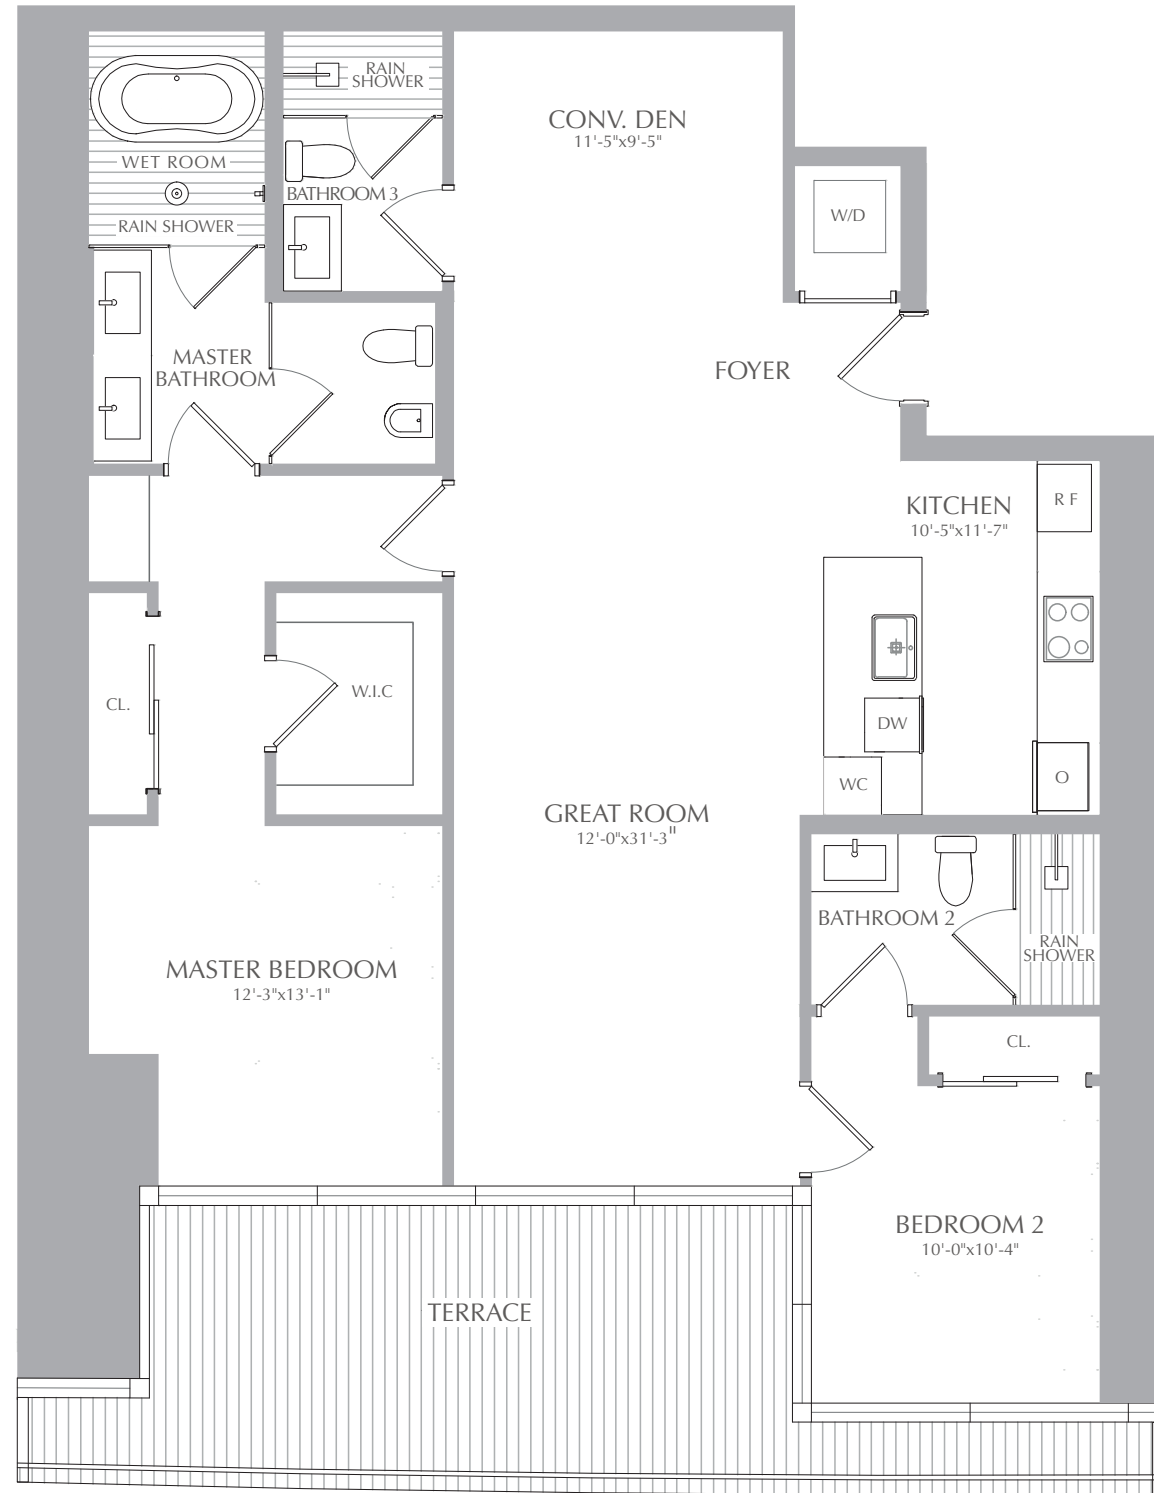 RAIN
SHOWER
CONV. DEN
11'-5"x9'-5"
WET ROOM
BATHROOM 3
RAIN SHOWER
W/D
MASTER
BATHROOM
FOYER
KITCHEN
10'-5"x11'-7"
R F
CL.
W.I.C
DW
WC
O
GREAT ROOM
12'-0"x31'-3"
BATHROOM 2
RAIN
SHOWER
MASTER BEDROOM
12'-3"x13'-1"
CL.
BEDROOM 2
10'-0"x10'-4"
TERRACE